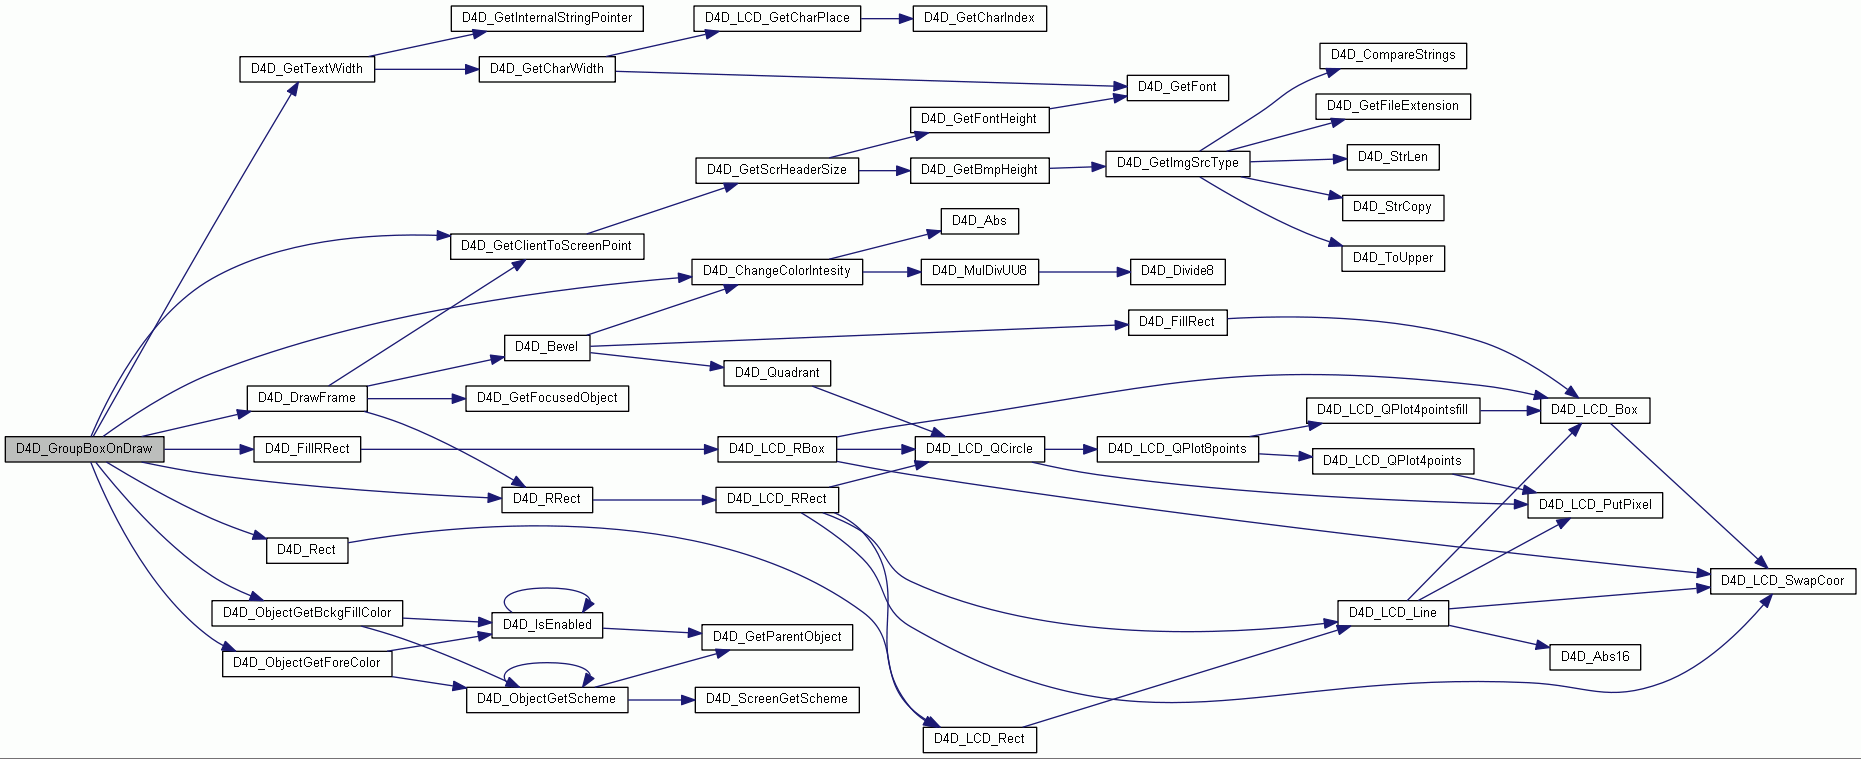 D4D_GetInternalStringPointer
D4D_LCD_GetCharPlace
D4D_GetCharIndex
D4D_GetTextWidth
D4D_GetCharWidth
D4D_CompareStrings
D4D_GetFont
D4D_GetFileExtension
D4D_GetFontHeight
D4D_GetScrHeaderSize
D4D_GetBmpHeight
D4D_GetImgSrcType
D4D_StrLen
D4D_StrCopy
D4D_Abs
D4D_GetClientToScreenPoint
D4D_ToUpper
D4D_ChangeColorIntesity
D4D_MulDivUU8
D4D_Divide8
D4D_FillRect
D4D_Bevel
D4D_Quadrant
D4D_DrawFrame
D4D_GetFocusedObject
D4D_LCD_QPlot4pointsfill
D4D_LCD_Box
D4D_GroupBoxOnDraw
D4D_FillRRect
D4D_LCD_RBox
D4D_LCD_QCircle
D4D_LCD_QPlot8points
D4D_LCD_QPlot4points
D4D_RRect
D4D_LCD_RRect
D4D_LCD_PutPixel
D4D_Rect
D4D_LCD_SwapCoor
D4D_ObjectGetBckgFillColor
D4D_IsEnabled
D4D_LCD_Line
D4D_GetParentObject
D4D_ObjectGetForeColor
D4D_Abs16
D4D_ObjectGetScheme
D4D_ScreenGetScheme
D4D_LCD_Rect